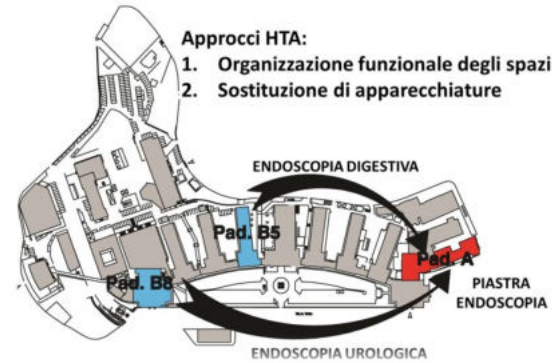 Approcci HTA:
1. Organizzazione funzionale degli spazi
2. Sostituzione di apparecchiature
ENDOSCOPIA DIGESTIVA
Pad. B5
Pad. A
Pad. B8
PIASTRA
ENDOSCOPIA
ENDOSCOPIA UROLOGICA